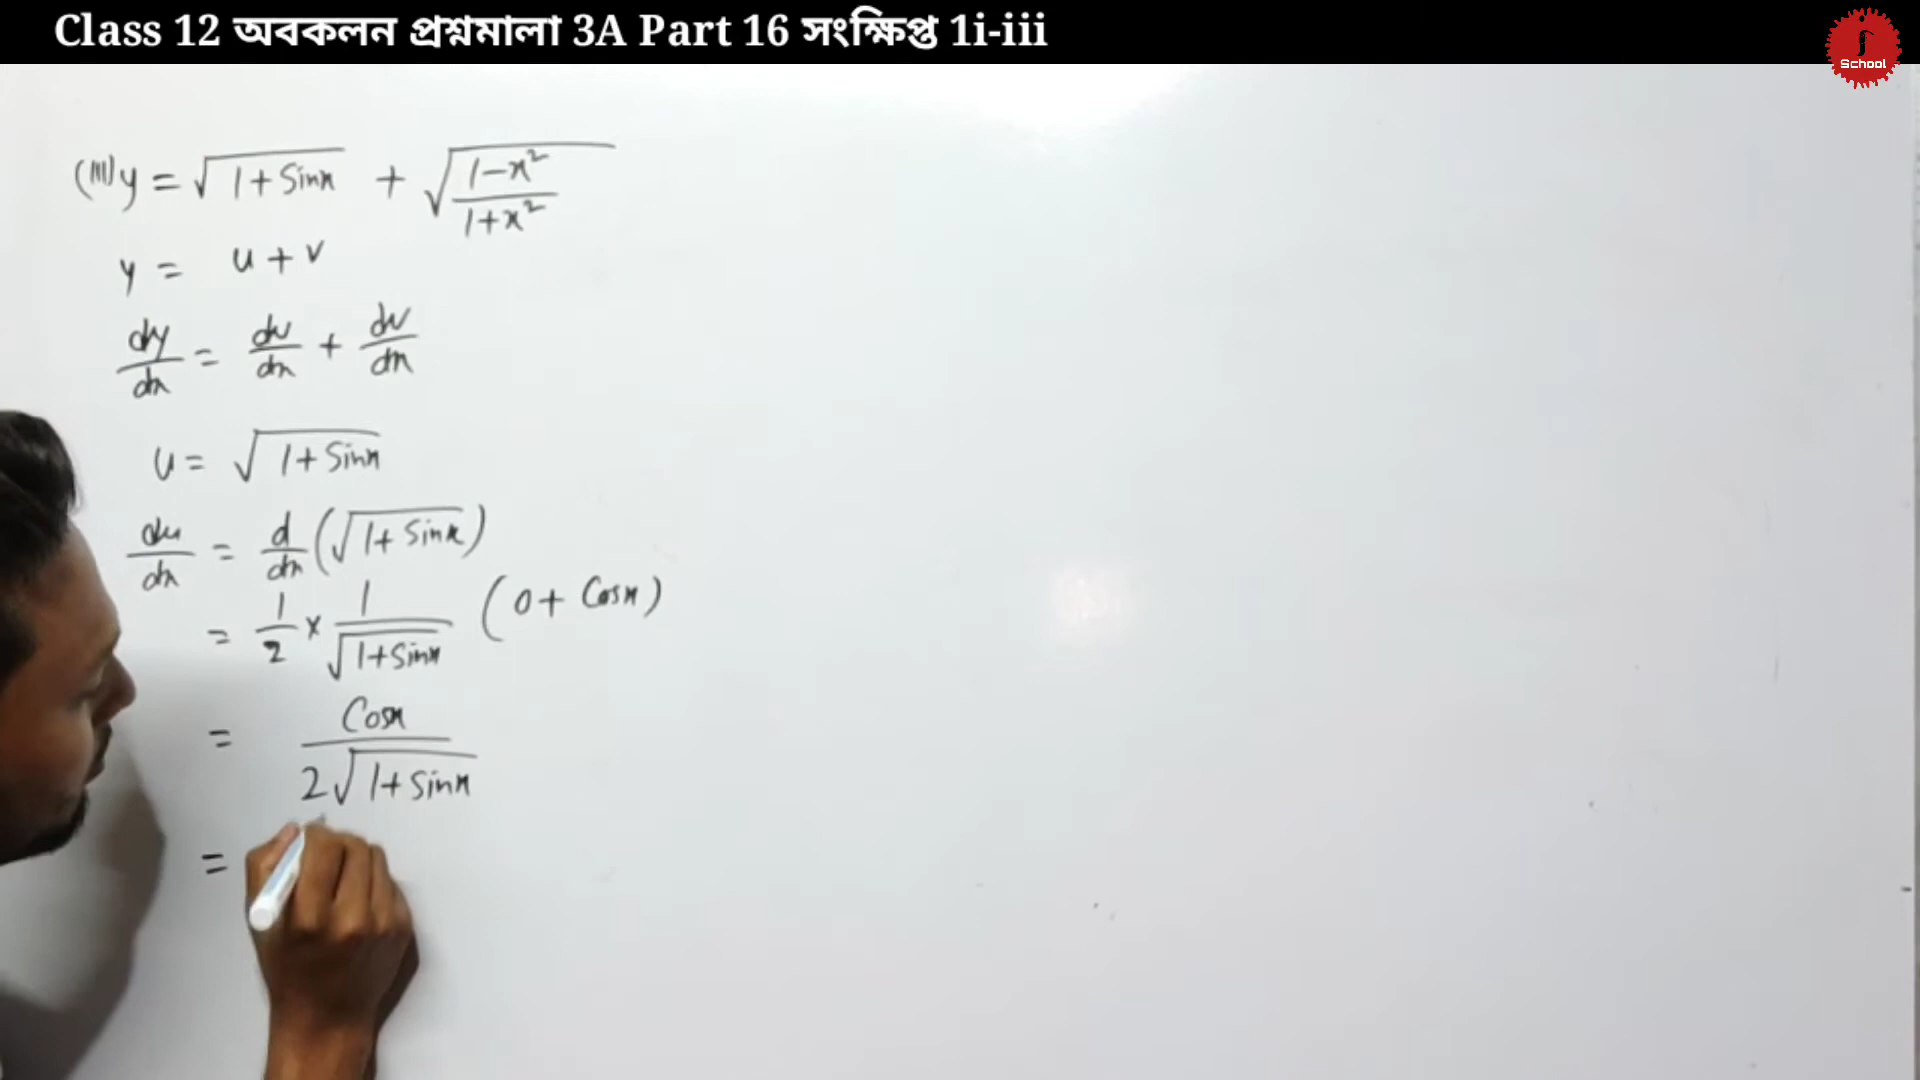 Class 12 অবকলন প্রশ্নমালা 3A Part 16 সংক্ষিপ্ত 1i-iii
School
(III) y = √(1+Sinx) + √((1-x²)/(1+x²))
y = u+v
dy/dx = du/dx + dv/dx
u = √(1+Sinx)
du/dx = d/dx (√(1+Sinx))
= 1/2 × 1/√(1+Sinx) (0+ Cosx)
= Cosx / 2√(1+Sinx)
=